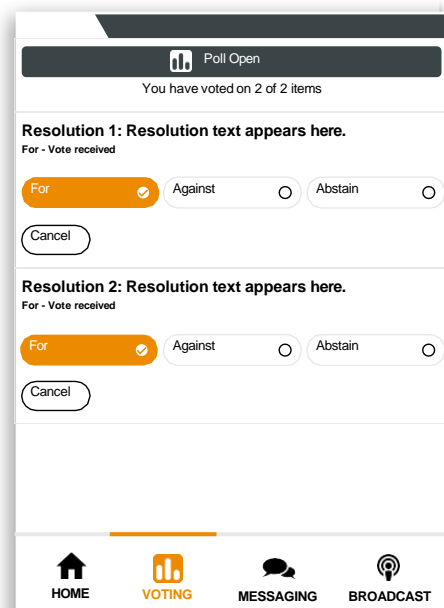 Poll Open
You have voted on 2 of 2 items
Resolution 1: Resolution text appears here.
For - Vote received
For Against Abstain
Cancel
Resolution 2: Resolution text appears here.
For - Vote received
For Against Abstain
Cancel
HOME VOTING MESSAGING BROADCAST